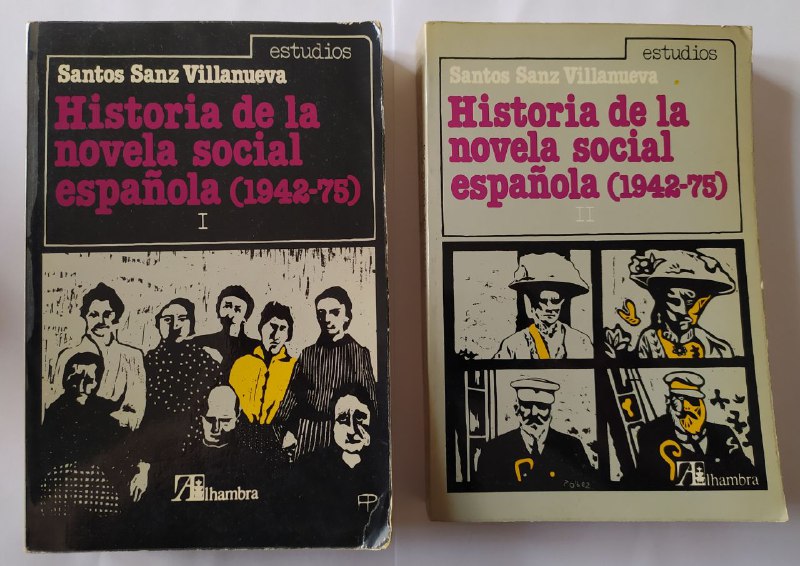 estudios
Santos Sanz Villanueva
Historia de la
novela social
española (1942-75)
I
Alhambra
estudios
Santos Sanz Villanueva
Historia de la
novela social
española (1942-75)
II
Alhambra